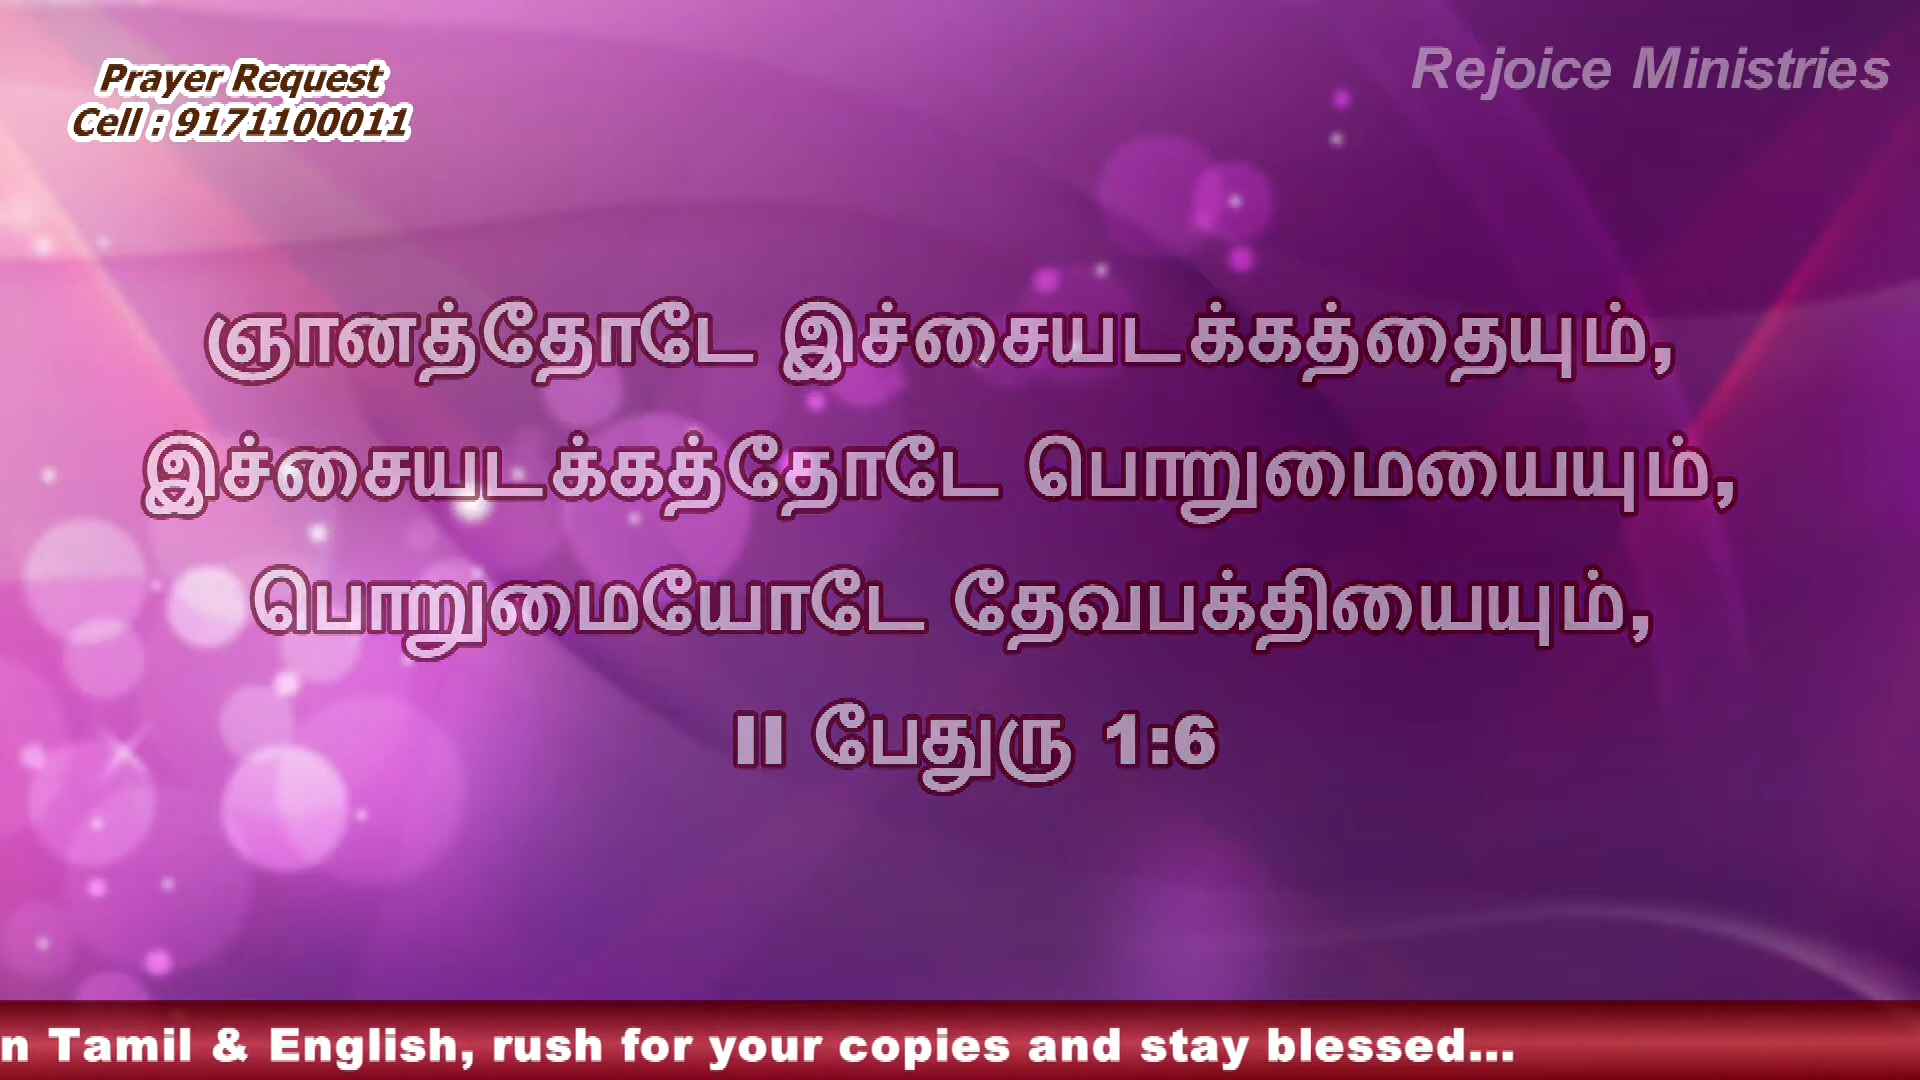 Prayer Request
Cell : 9171100011
Rejoice Ministries
ஞானத்தோடே இச்சையடக்கத்தையும்,
இச்சையடக்கத்தோடே பொறுமையையும்,
பொறுமையோடே தேவபக்தியையும்,
II பேதுரு 1:6
n Tamil & English, rush for your copies and stay blessed...